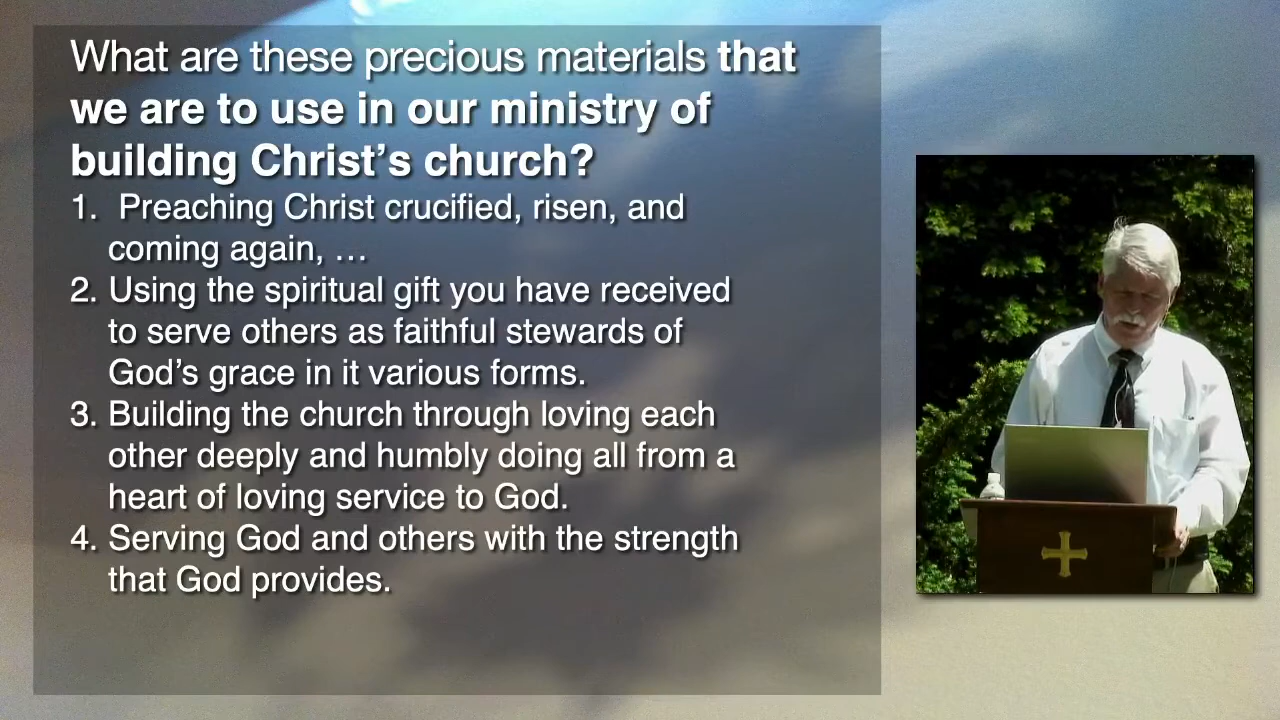 What are these precious materials that
we are to use in our ministry of
building Christ’s church?
1. Preaching Christ crucified, risen, and
coming again, …
2. Using the spiritual gift you have received
to serve others as faithful stewards of
God’s grace in it various forms.
3. Building the church through loving each
other deeply and humbly doing all from a
heart of loving service to God.
4. Serving God and others with the strength
that God provides.